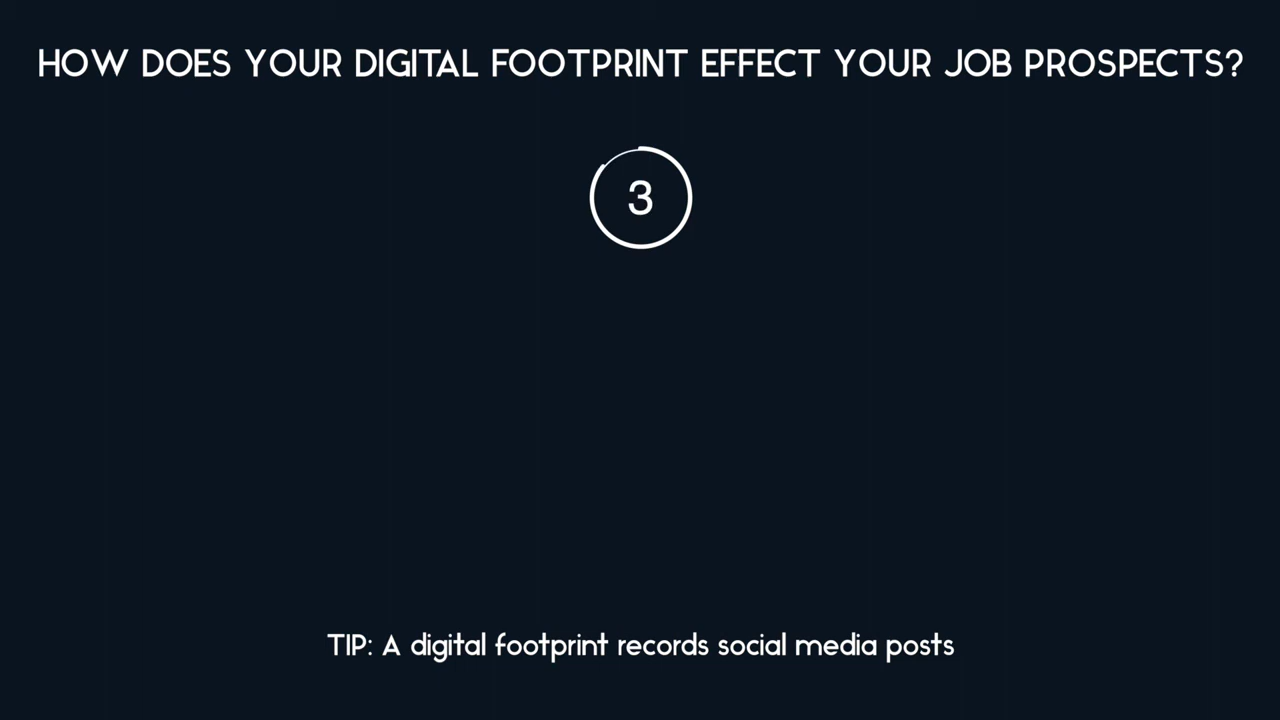 HOW DOES YOUR DIGITAL FOOTPRINT EFFECT YOUR JOB PROSPECTS?
3
TIP: A digital footprint records social media posts